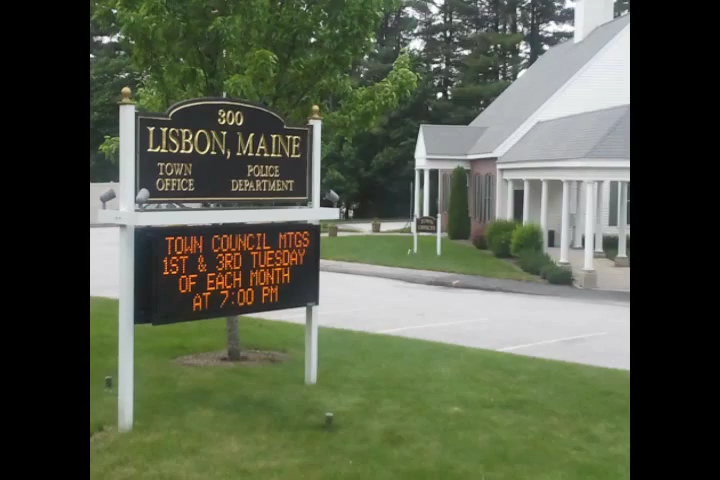 300
LISBON, MAINE
TOWN OFFICE
POLICE DEPARTMENT
TOWN COUNCIL MTGS
1ST & 3RD TUESDAY
OF EACH MONTH
AT 7:00 PM